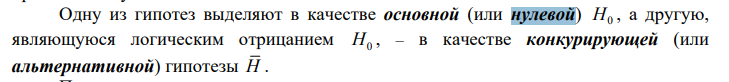 Одну из гипотез выделяют в качестве основной (или нулевой) H₀, а другую,
являющуюся логическим отрицанием H₀, – в качестве конкурирующей (или
альтернативной) гипотезы H̅.